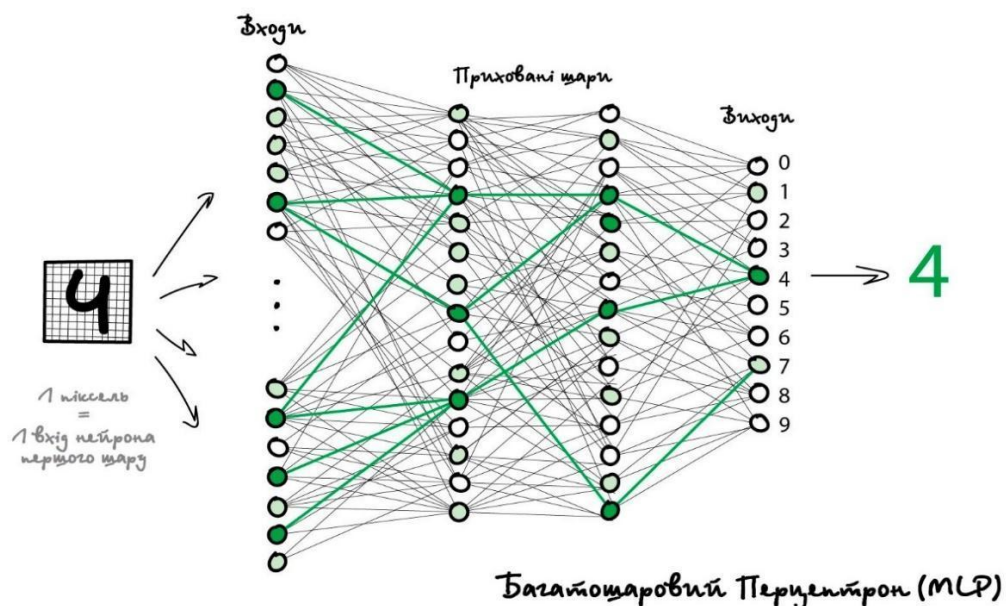 Входи
Приховані шари
Виходи
0
1
2
3
4
5
6
7
8
9
4
4
1 піксель
=
1 вхід нейрона
першого шару
Багатошаровий Перцептрон (MLP)